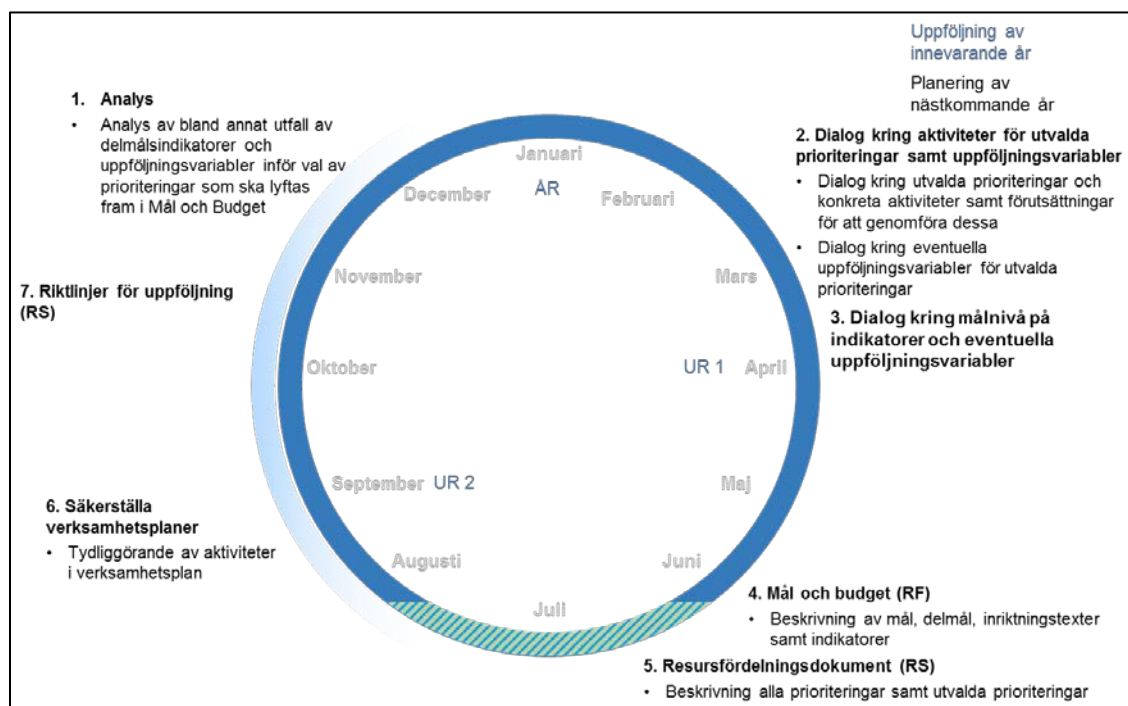 Uppföljning av
innevarande år
Planering av
nästkommande år
1. Analys
• Analys av bland annat utfall av
delmålsindikatorer och
uppföljningsvariabler inför val av
prioriteringar som ska lyftas
fram i Mål och Budget
2. Dialog kring aktiviteter för utvalda
prioriteringar samt uppföljningsvariabler
• Dialog kring utvalda prioriteringar och
konkreta aktiviteter samt förutsättningar
för att genomföra dessa
• Dialog kring eventuella
uppföljningsvariabler för utvalda
prioriteringar
3. Dialog kring målnivå på
indikatorer och eventuella
uppföljningsvariabler
4. Mål och budget (RF)
• Beskrivning av mål, delmål, inriktningstexter
samt indikatorer
5. Resursfördelningsdokument (RS)
• Beskrivning alla prioriteringar samt utvalda prioriteringar
6. Säkerställa
verksamhetsplaner
• Tydliggörande av aktiviteter
i verksamhetsplan
7. Riktlinjer för uppföljning
(RS)
Januari
ÅR
Februari
Mars
UR 1 April
Maj
Juni
Juli
Augusti
September UR 2
Oktober
November
December